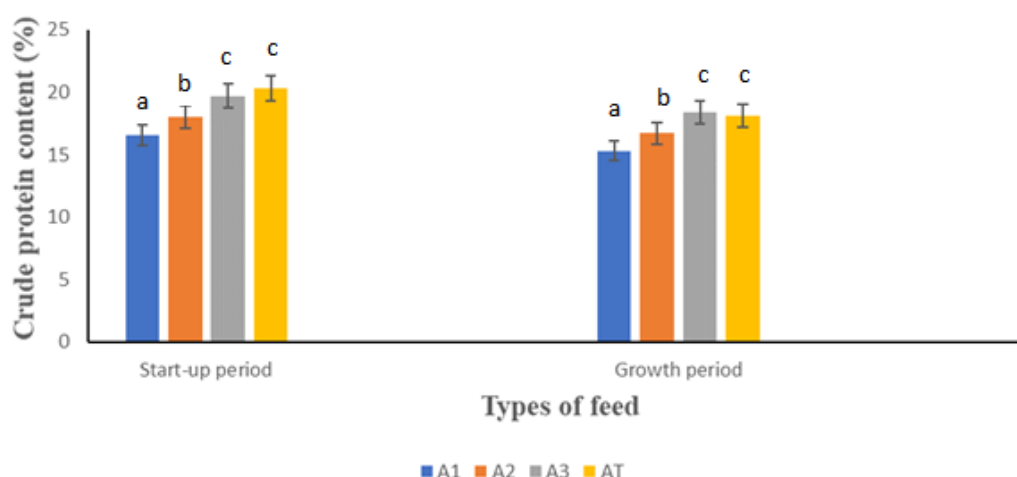 Crude protein content (%)
25
20
15
10
5
0
a
b
c
c
a
b
c
c
Start-up period
Growth period
Types of feed
A1 A2 A3 AT